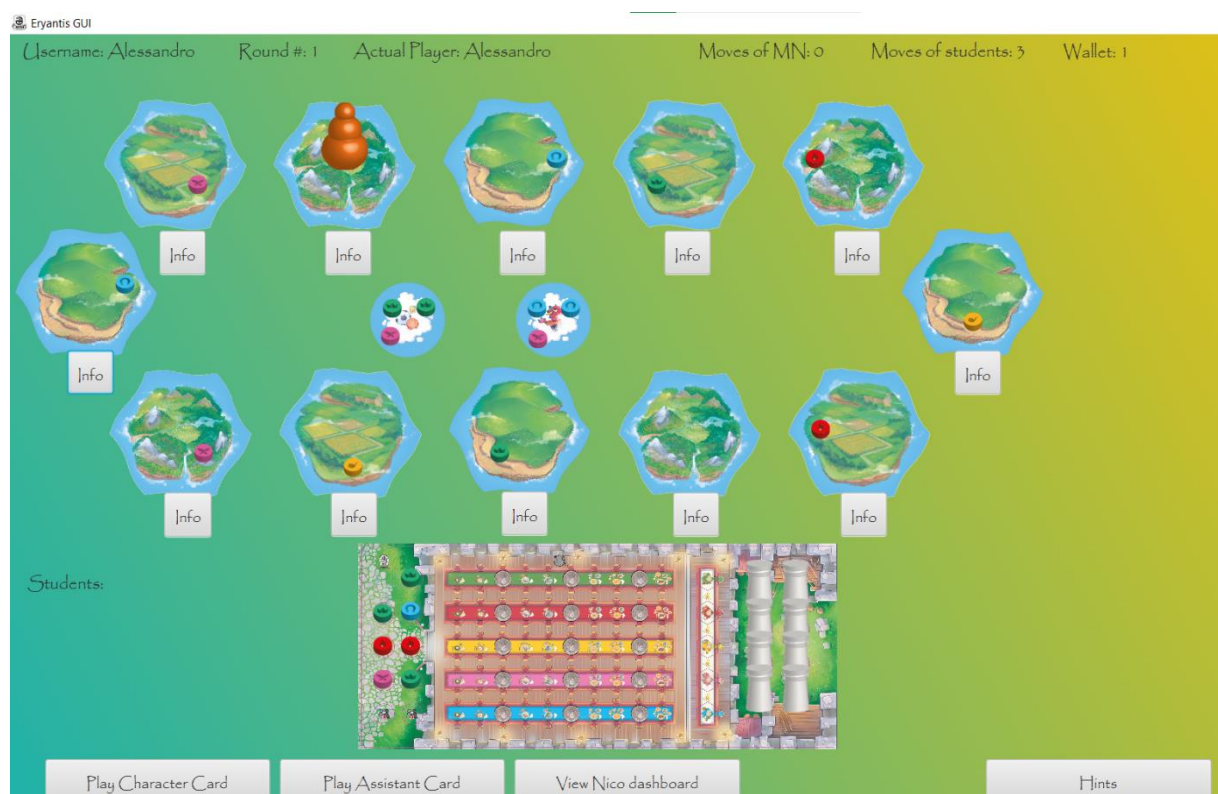 Eryantis GUI
Username: Alessandro Round #: 1 Actual Player: Alessandro Moves of MN: 0 Moves of students: 3 Wallet: 1
Info Info Info Info Info
Info Info
Info Info Info Info Info
Students:
Play Character Card Play Assistant Card View Nico dashboard Hints